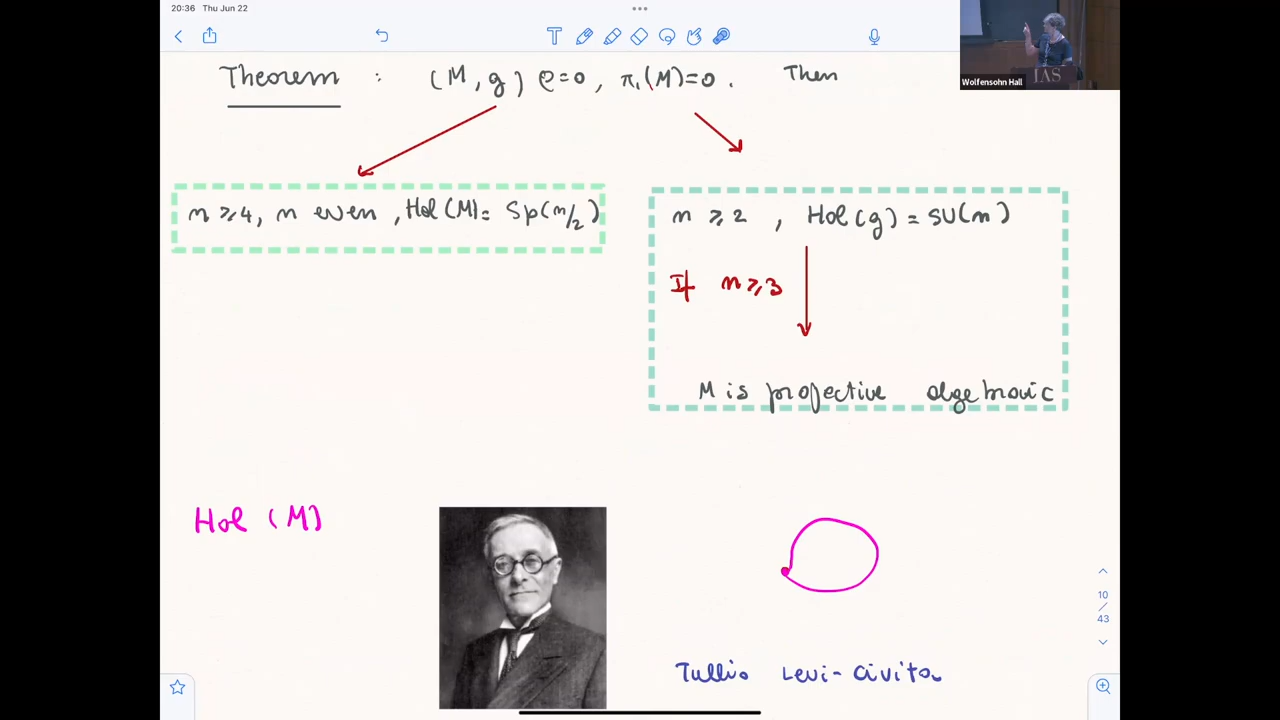 20:36 Thu Jun 22
Wolfensohn Hall
IAS
Theorem : (M, g) ρ=0, π₁(M)=0. Then
n ≥ 4, n even, Hol(M) = Sp(n/2)
n ≥ 2, Hol(g) = SU(n)
If n ≥ 3
M is projective algebraic
Hol (M)
10
/
43
Tullio Levi-Civita